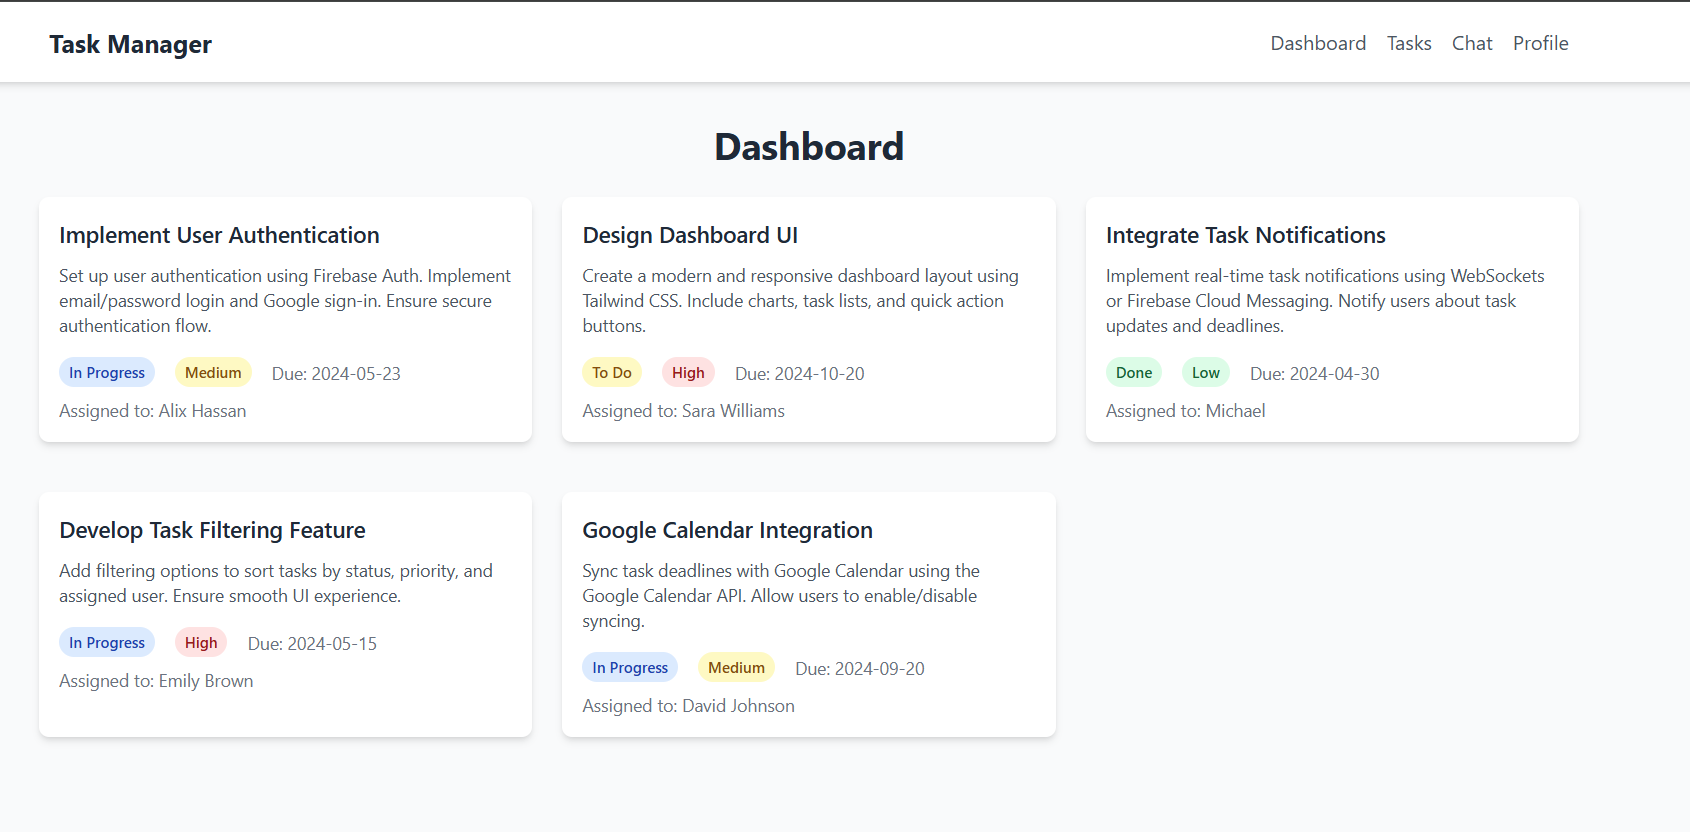 Task Manager
Dashboard Tasks Chat Profile
Dashboard
Implement User Authentication
Set up user authentication using Firebase Auth. Implement
email/password login and Google sign-in. Ensure secure
authentication flow.
In Progress Medium Due: 2024-05-23
Assigned to: Alix Hassan
Design Dashboard UI
Create a modern and responsive dashboard layout using
Tailwind CSS. Include charts, task lists, and quick action
buttons.
To Do High Due: 2024-10-20
Assigned to: Sara Williams
Integrate Task Notifications
Implement real-time task notifications using WebSockets
or Firebase Cloud Messaging. Notify users about task
updates and deadlines.
Done Low Due: 2024-04-30
Assigned to: Michael
Develop Task Filtering Feature
Add filtering options to sort tasks by status, priority, and
assigned user. Ensure smooth UI experience.
In Progress High Due: 2024-05-15
Assigned to: Emily Brown
Google Calendar Integration
Sync task deadlines with Google Calendar using the
Google Calendar API. Allow users to enable/disable
syncing.
In Progress Medium Due: 2024-09-20
Assigned to: David Johnson